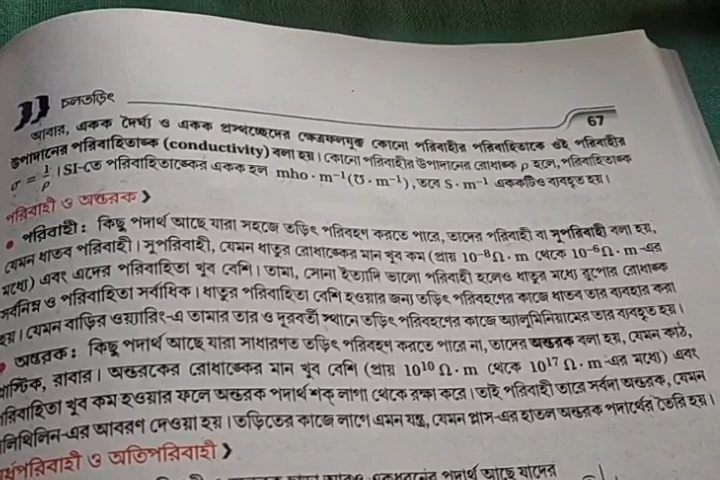 চলতড়িৎ
67
আবার, একক দৈর্ঘ্য ও একক প্রস্থচ্ছেদের ক্ষেত্রফলযুক্ত কোনো পরিবাহীর পরিবাহিতাকে ওই পরিবাহীর
উপাদানের পরিবাহিতাঙ্ক (conductivity) বলা হয়। কোনো পরিবাহীর উপাদানের রোধাঙ্ক ρ হলে, পরিবাহিতাঙ্ক
σ = 1/ρ । SI-তে পরিবাহিতাঙ্কের একক হল mho · m⁻¹(℧ · m⁻¹), তবে S · m⁻¹ এককটিও ব্যবহৃত হয়।
পরিবাহী ও অন্তরক
• পরিবাহী : কিছু পদার্থ আছে যারা সহজে তড়িৎ পরিবহণ করতে পারে, তাদের পরিবাহী বা সুপরিবাহী বলা হয়,
যেমন ধাতব পরিবাহী। সুপরিবাহী, যেমন ধাতুর রোধাঙ্কের মান খুব কম (প্রায় 10⁻⁸Ω · m থেকে 10⁻⁶Ω · m-এর
মধ্যে) এবং এদের পরিবাহিতা খুব বেশি। তামা, সোনা ইত্যাদি ভালো পরিবাহী হলেও ধাতুর মধ্যে রুপোর রোধাঙ্ক
সর্বনিম্ন ও পরিবাহিতা সর্বাধিক। ধাতুর পরিবাহিতা বেশি হওয়ার জন্য তড়িৎ পরিবহণের কাজে ধাতব তার ব্যবহার করা
হয়। যেমন বাড়ির ওয়্যারিং-এ তামার তার ও দূরবর্তী স্থানে তড়িৎ পরিবহণের কাজে অ্যালুমিনিয়ামের তার ব্যবহৃত হয়।
• অন্তরক : কিছু পদার্থ আছে যারা সাধারণত তড়িৎ পরিবহণ করতে পারে না, তাদের অন্তরক বলা হয়, যেমন কাঠ,
প্লাস্টিক, রাবার। অন্তরকের রোধাঙ্কের মান খুব বেশি (প্রায় 10¹⁰ Ω · m থেকে 10¹⁷ Ω · m-এর মধ্যে) এবং
পরিবাহিতা খুব কম হওয়ার ফলে অন্তরক পদার্থ শক্ লাগা থেকে রক্ষা করে। তাই পরিবাহী তারে সর্বদা অন্তরক, যেমন
লিথিলিন-এর আবরণ দেওয়া হয়। তড়িতের কাজে লাগে এমন যন্ত্র, যেমন প্লাস-এর হাতল অন্তরক পদার্থের তৈরি হয়।
র্ধপরিবাহী ও অতিপরিবাহী
পদার্থ আছে যাদের